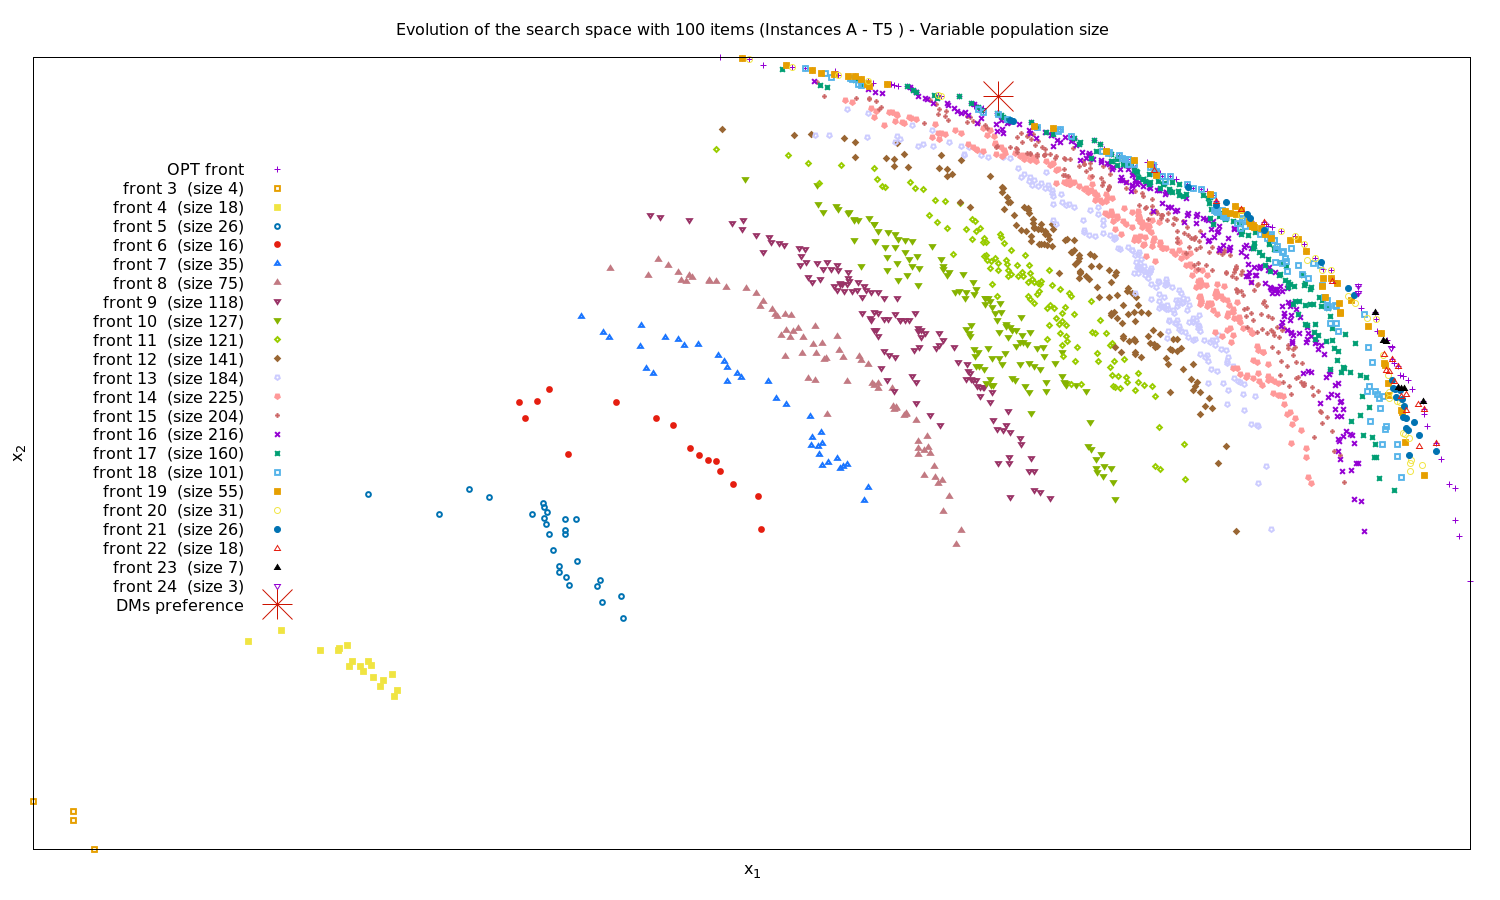 Evolution of the search space with 100 items (Instances A - T5 ) - Variable population size
OPT front
front 3 (size 4)
front 4 (size 18)
front 5 (size 26)
front 6 (size 16)
front 7 (size 35)
front 8 (size 75)
front 9 (size 118)
front 10 (size 127)
front 11 (size 121)
front 12 (size 141)
front 13 (size 184)
front 14 (size 225)
front 15 (size 204)
front 16 (size 216)
front 17 (size 160)
front 18 (size 101)
front 19 (size 55)
front 20 (size 31)
front 21 (size 26)
front 22 (size 18)
front 23 (size 7)
front 24 (size 3)
DMs preference
x2
x1